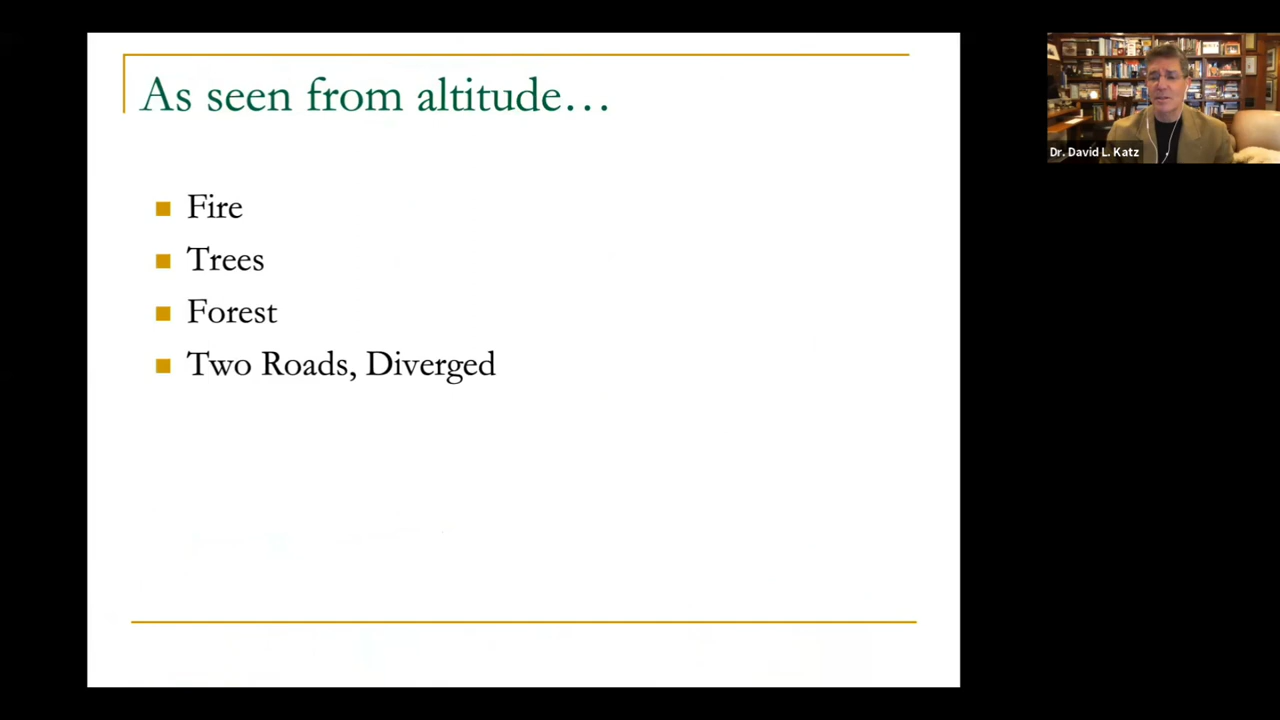 As seen from altitude…
Fire
Trees
Forest
Two Roads, Diverged
Dr. David L. Katz